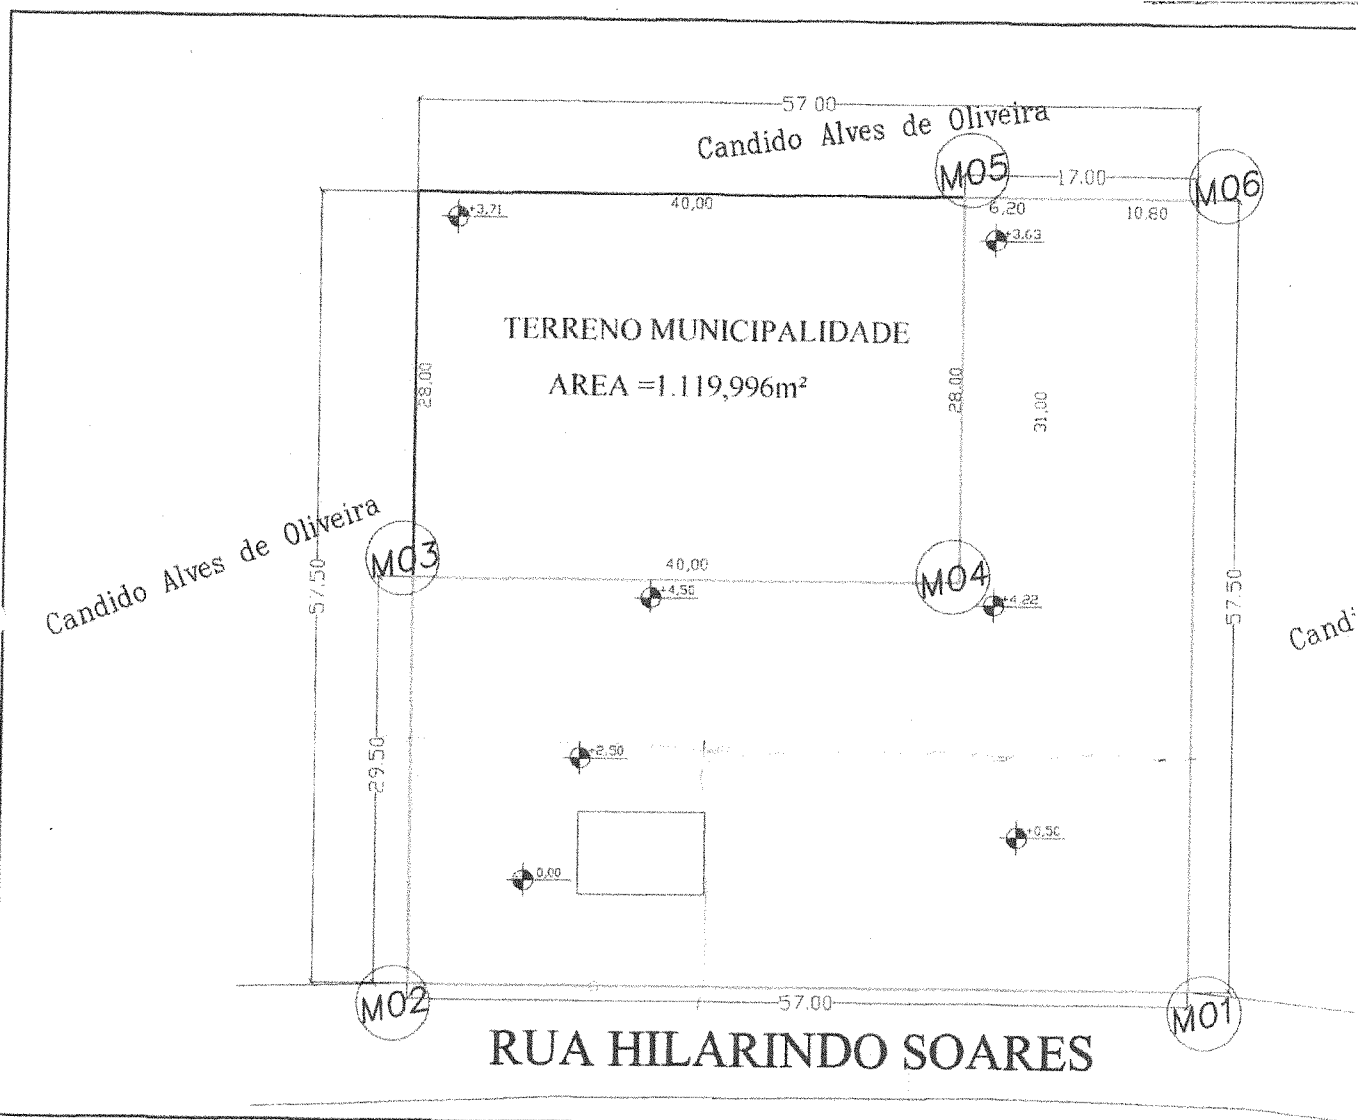 57.00
Candido Alves de Oliveira
M05
17.00
M06
+3,71
40,00
6,20
10,80
+3,63
TERRENO MUNICIPALIDADE
AREA =1.119,996m²
28,00
28,00
31,00
Candido Alves de Oliveira
M03
40,00
M04
57.50
+4,22
57.50
Candi
+2,50
29.50
+0,50
0,00
M02
57.00
M01
RUA HILARINDO SOARES